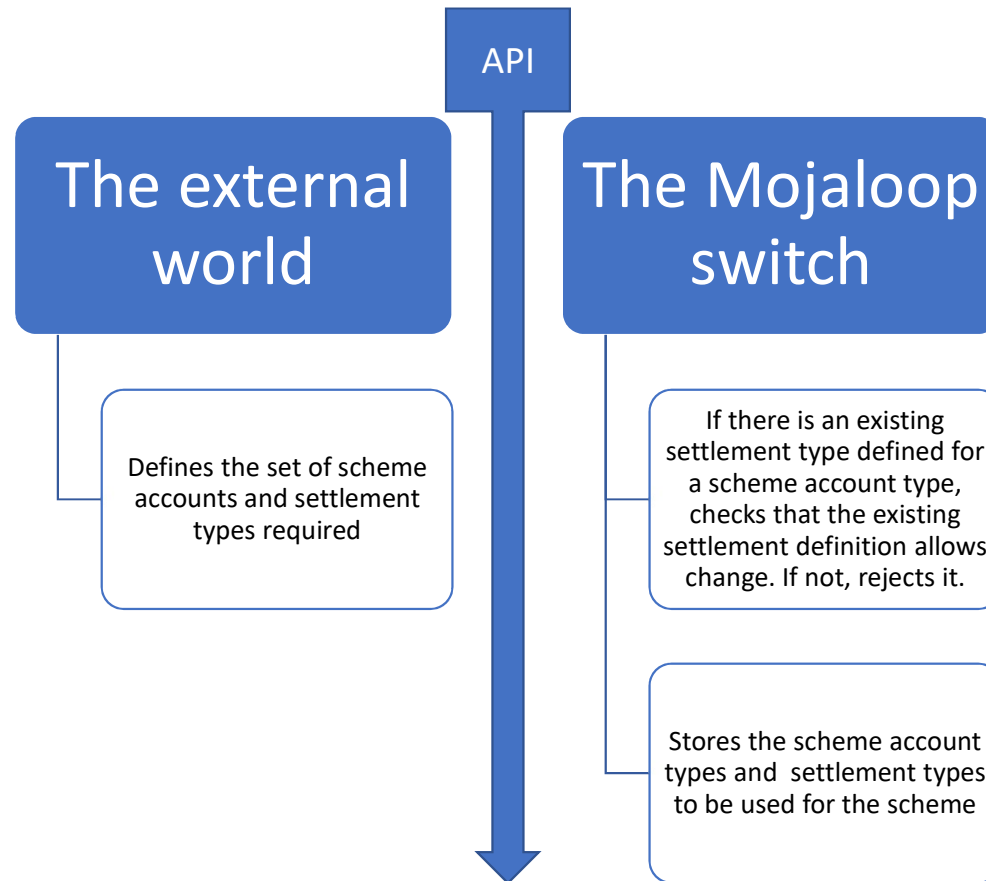 API
The external
world
The Mojaloop
switch
Defines the set of scheme
accounts and settlement
types required
If there is an existing
settlement type defined for
a scheme account type,
checks that the existing
settlement definition allows
change. If not, rejects it.
Stores the scheme account
types and  settlement types
to be used for the scheme